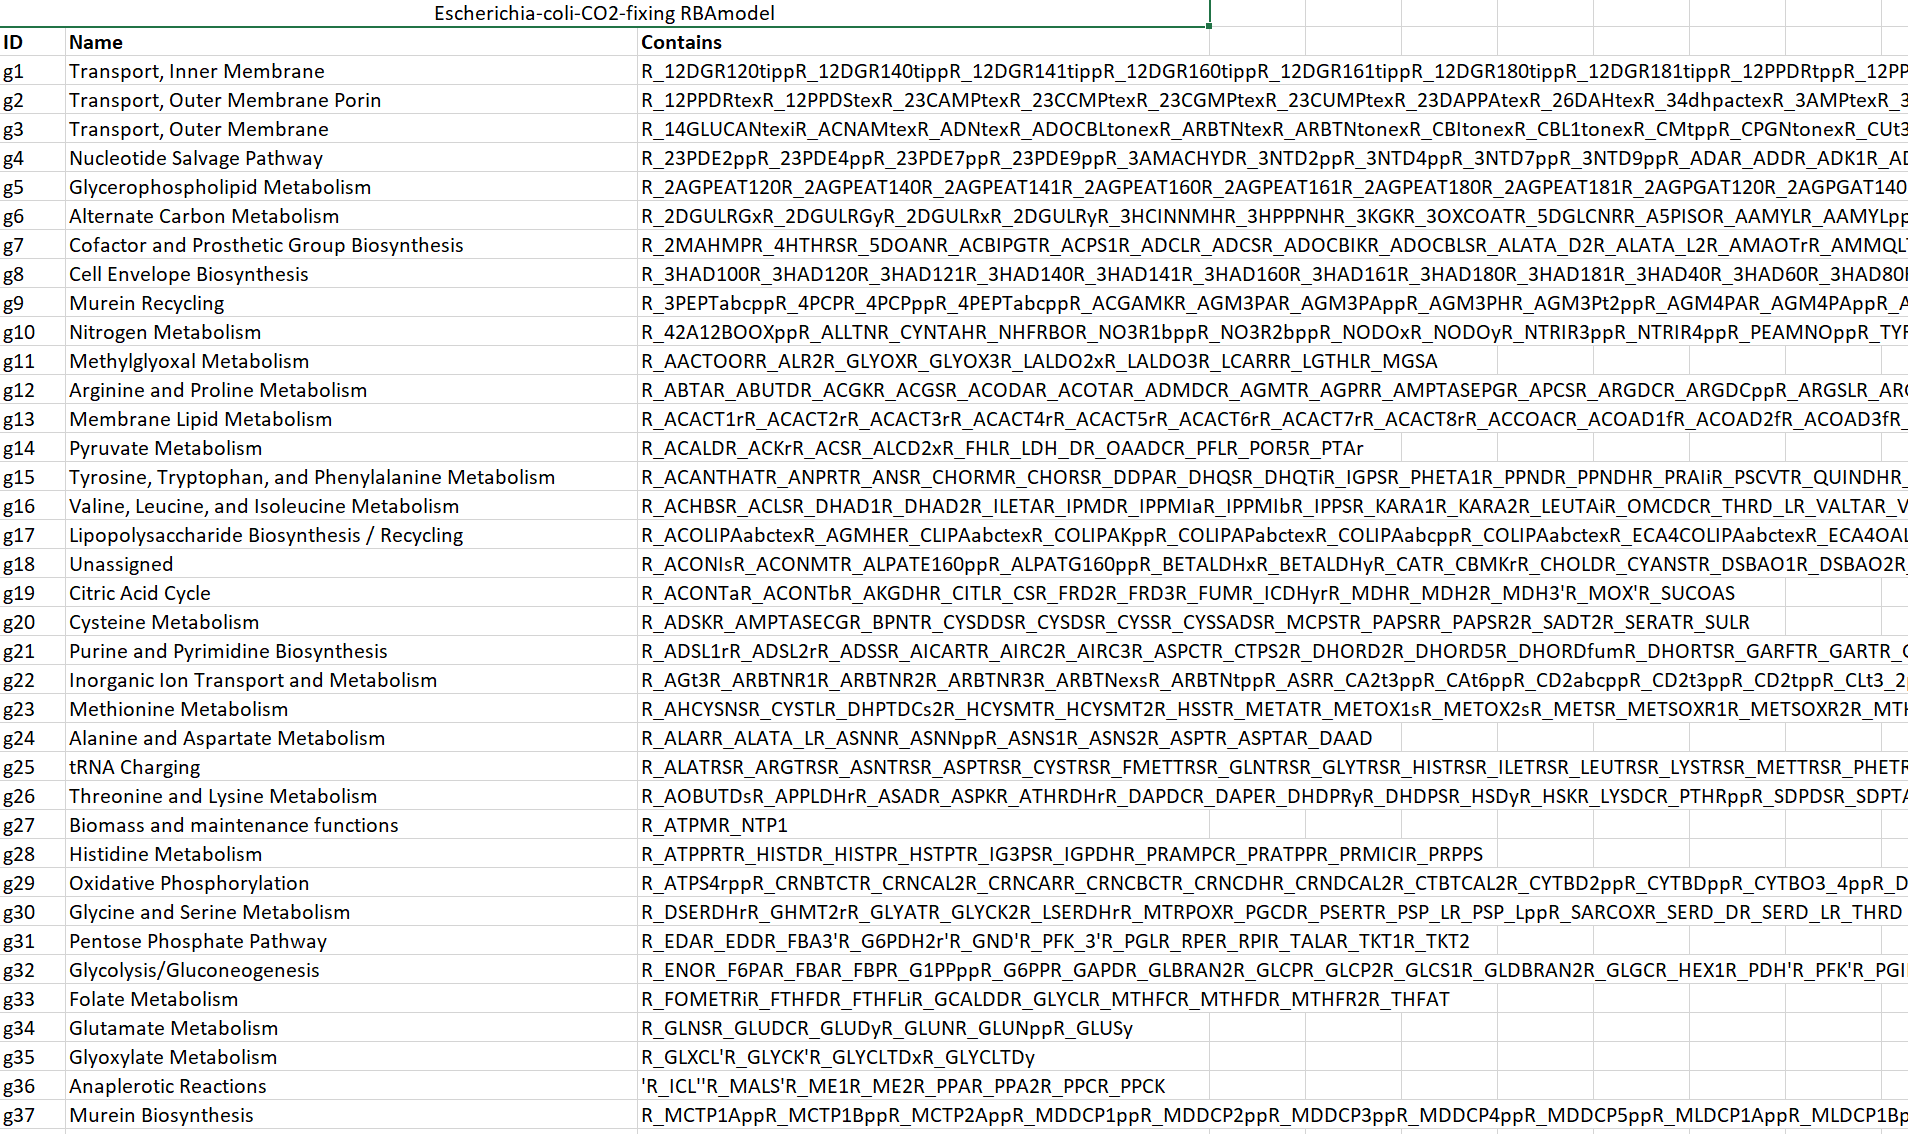 Escherichia-coli-CO2-fixing RBAmodel
ID Name Contains
g1 Transport, Inner Membrane R_12DGR120tippR_12DGR140tippR_12DGR141tippR_12DGR160tippR_12DGR161tippR_12DGR180tippR_12DGR181tippR_12PPDRtppR_12PP
g2 Transport, Outer Membrane Porin R_12PPDRtexR_12PPDStexR_23CAMPtexR_23CCMPtexR_23CGMPtexR_23CUMPtexR_23DAPPAtexR_26DAHtexR_34dhpactexR_3AMPtexR_3
g3 Transport, Outer Membrane R_14GLUCANtexiR_ACNAMtexR_ADNtexR_ADOCBLtonexR_ARBTNtexR_ARBTNtonexR_CBItonexR_CBL1tonexR_CMtppR_CPGNtonexR_CUt3
g4 Nucleotide Salvage Pathway R_23PDE2ppR_23PDE4ppR_23PDE7ppR_23PDE9ppR_3AMACHYDR_3NTD2ppR_3NTD4ppR_3NTD7ppR_3NTD9ppR_ADAR_ADDR_ADK1R_AD
g5 Glycerophospholipid Metabolism R_2AGPEAT120R_2AGPEAT140R_2AGPEAT141R_2AGPEAT160R_2AGPEAT161R_2AGPEAT180R_2AGPEAT181R_2AGPGAT120R_2AGPGAT140
g6 Alternate Carbon Metabolism R_2DGULRGxR_2DGULRGyR_2DGULRxR_2DGULRyR_3HCINNMHR_3HPPPNHR_3KGKR_3OXCOATR_5DGLCNRR_A5PISOR_AAMYLR_AAMYLpp
g7 Cofactor and Prosthetic Group Biosynthesis R_2MAHMPR_4HTHRSR_5DOANR_ACBIPGTR_ACPS1R_ADCLR_ADCSR_ADOCBIKR_ADOCBLSR_ALATA_D2R_ALATA_L2R_AMAOTrR_AMMQL
g8 Cell Envelope Biosynthesis R_3HAD100R_3HAD120R_3HAD121R_3HAD140R_3HAD141R_3HAD160R_3HAD161R_3HAD180R_3HAD181R_3HAD40R_3HAD60R_3HAD80
g9 Murein Recycling R_3PEPTabcppR_4PCPR_4PCPppR_4PEPTabcppR_ACGAMKR_AGM3PAR_AGM3PAppR_AGM3PHR_AGM3Pt2ppR_AGM4PAR_AGM4PAppR_A
g10 Nitrogen Metabolism R_42A12BOOXppR_ALLTNR_CYNTAHR_NHFRBOR_NO3R1bppR_NO3R2bppR_NODOxR_NODOyR_NTRIR3ppR_NTRIR4ppR_PEAMNOppR_TYR
g11 Methylglyoxal Metabolism R_AACTOORR_ALR2R_GLYOXR_GLYOX3R_LALDO2xR_LALDO3R_LCARRR_LGTHLR_MGSA
g12 Arginine and Proline Metabolism R_ABTAR_ABUTDR_ACGKR_ACGSR_ACODAR_ACOTAR_ADMDCR_AGMTR_AGPRR_AMPTASEPGR_APCSR_ARGDCR_ARGDCppR_ARGSLR_ARG
g13 Membrane Lipid Metabolism R_ACACT1rR_ACACT2rR_ACACT3rR_ACACT4rR_ACACT5rR_ACACT6rR_ACACT7rR_ACACT8rR_ACCOACR_ACOAD1fR_ACOAD2fR_ACOAD3fR_
g14 Pyruvate Metabolism R_ACALDR_ACKrR_ACSR_ALCD2xR_FHLR_LDH_DR_OAADCR_PFLR_POR5R_PTAr
g15 Tyrosine, Tryptophan, and Phenylalanine Metabolism R_ACANTHATR_ANPRTR_ANSR_CHORMR_CHORSR_DDPAR_DHQSR_DHQTiR_IGPSR_PHETA1R_PPNDR_PPNDHR_PRAIiR_PSCVTR_QUINDHR_
g16 Valine, Leucine, and Isoleucine Metabolism R_ACHBSR_ACLSR_DHAD1R_DHAD2R_ILETAR_IPMDR_IPPMIaR_IPPMIbR_IPPSR_KARA1R_KARA2R_LEUTAiR_OMCDCR_THRD_LR_VALTAR_V
g17 Lipopolysaccharide Biosynthesis / Recycling R_ACOLIPAabctexR_AGMHER_CLIPAabctexR_COLIPAKppR_COLIPAPabctexR_COLIPAabcppR_COLIPAabctexR_ECA4COLIPAabctexR_ECA4OAL
g18 Unassigned R_ACONIsR_ACONMTR_ALPATE160ppR_ALPATG160ppR_BETALDHxR_BETALDHyR_CATR_CBMKrR_CHOLDR_CYANSTR_DSBAO1R_DSBAO2R_
g19 Citric Acid Cycle R_ACONTaR_ACONTbR_AKGDHR_CITLR_CSR_FRD2R_FRD3R_FUMR_ICDHyrR_MDHR_MDH2R_MDH3'R_MOX'R_SUCOAS
g20 Cysteine Metabolism R_ADSKR_AMPTASECGR_BPNTR_CYSDDSR_CYSDSR_CYSSR_CYSSADSR_MCPSTR_PAPSRR_PAPSR2R_SADT2R_SERATR_SULR
g21 Purine and Pyrimidine Biosynthesis R_ADSL1rR_ADSL2rR_ADSSR_AICARTR_AIRC2R_AIRC3R_ASPCTR_CTPS2R_DHORD2R_DHORD5R_DHORDfumR_DHORTSR_GARFTR_GARTR_G
g22 Inorganic Ion Transport and Metabolism R_AGt3R_ARBTNR1R_ARBTNR2R_ARBTNR3R_ARBTNexsR_ARBTNtppR_ASRR_CA2t3ppR_CAt6ppR_CD2abcppR_CD2t3ppR_CD2tppR_CLt3_2p
g23 Methionine Metabolism R_AHCYSNSR_CYSTLR_DHPTDCs2R_HCYSMTR_HCYSMT2R_HSSTR_METATR_METOX1sR_METOX2sR_METSR_METSOXR1R_METSOXR2R_MT
g24 Alanine and Aspartate Metabolism R_ALARR_ALATA_LR_ASNNR_ASNNppR_ASNS1R_ASNS2R_ASPTR_ASPTAR_DAAD
g25 tRNA Charging R_ALATRSR_ARGTRSR_ASNTRSR_ASPTRSR_CYSTRSR_FMETTRSR_GLNTRSR_GLYTRSR_HISTRSR_ILETRSR_LEUTRSR_LYSTRSR_METTRSR_PHETR
g26 Threonine and Lysine Metabolism R_AOBUTDsR_APPLDHrR_ASADR_ASPKR_ATHRDHrR_DAPDCR_DAPER_DHDPRyR_DHDPSR_HSDyR_HSKR_LYSDCR_PTHRppR_SDPDSR_SDPTA
g27 Biomass and maintenance functions R_ATPMR_NTP1
g28 Histidine Metabolism R_ATPPRTR_HISTDR_HISTPR_HSTPTR_IG3PSR_IGPDHR_PRAMPCR_PRATPPR_PRMICIR_PRPPS
g29 Oxidative Phosphorylation R_ATPS4rppR_CRNBTCTR_CRNCAL2R_CRNCARR_CRNCBCTR_CRNCDHR_CRNDCAL2R_CTBTCAL2R_CYTBD2ppR_CYTBDppR_CYTBO3_4ppR_D
g30 Glycine and Serine Metabolism R_DSERDHrR_GHMT2rR_GLYATR_GLYCK2R_LSERDHrR_MTRPOXR_PGCDR_PSERTR_PSP_LR_PSP_LppR_SARCOXR_SERD_DR_SERD_LR_THRD
g31 Pentose Phosphate Pathway R_EDAR_EDDR_FBA3'R_G6PDH2r'R_GND'R_PFK_3'R_PGLR_RPER_RPIR_TALAR_TKT1R_TKT2
g32 Glycolysis/Gluconeogenesis R_ENOR_F6PAR_FBAR_FBPR_G1PPppR_G6PPR_GAPDR_GLBRAN2R_GLCPR_GLCP2R_GLCS1R_GLDBRAN2R_GLGCR_HEX1R_PDH'R_PFK'R_PGI
g33 Folate Metabolism R_FOMETRiR_FTHFDR_FTHFLiR_GCALDDR_GLYCLR_MTHFCR_MTHFDR_MTHFR2R_THFAT
g34 Glutamate Metabolism R_GLNSR_GLUDCR_GLUDyR_GLUNR_GLUNppR_GLUSy
g35 Glyoxylate Metabolism R_GLXCL'R_GLYCK'R_GLYCLTDxR_GLYCLTDy
g36 Anaplerotic Reactions 'R_ICL''R_MALS'R_ME1R_ME2R_PPAR_PPA2R_PPCR_PPCK
g37 Murein Biosynthesis R_MCTP1AppR_MCTP1BppR_MCTP2AppR_MDDCP1ppR_MDDCP2ppR_MDDCP3ppR_MDDCP4ppR_MDDCP5ppR_MLDCP1AppR_MLDCP1Bp